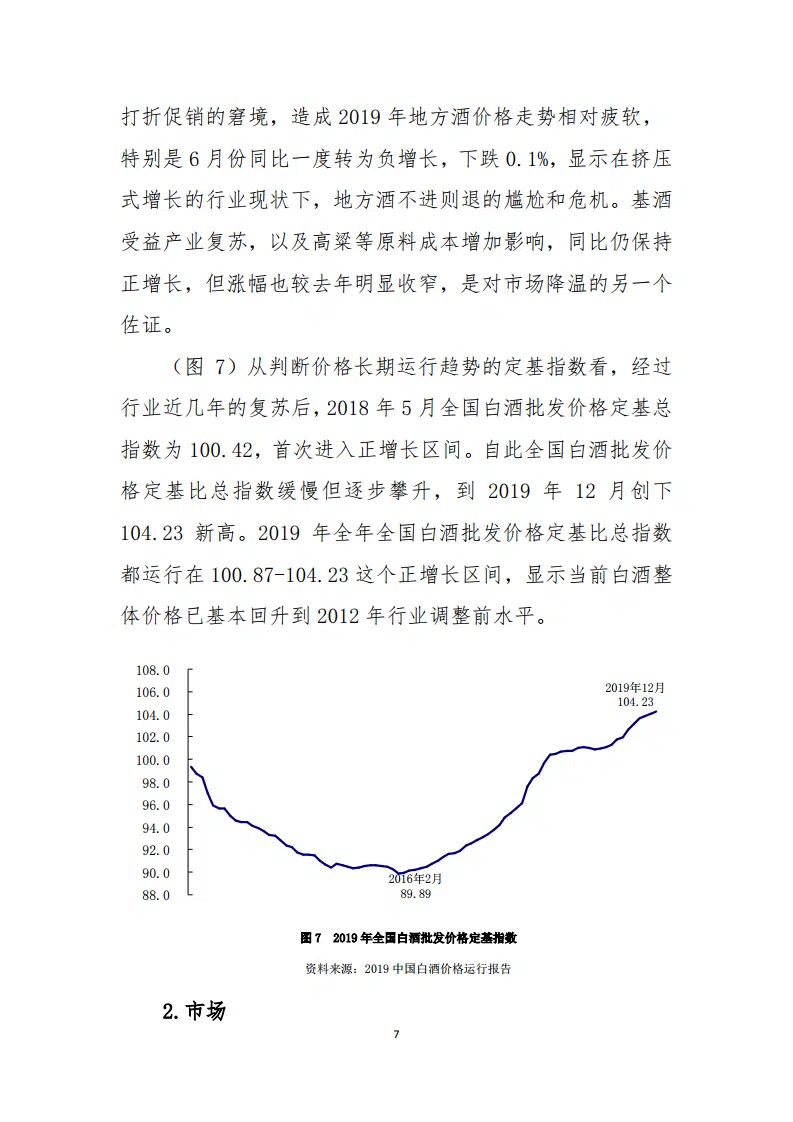 打折促销的窘境，造成 2019 年地方酒价格走势相对疲软，
特别是 6 月份同比一度转为负增长，下跌 0.1%，显示在挤压
式增长的行业现状下，地方酒不进则退的尴尬和危机。基酒
受益产业复苏，以及高粱等原料成本增加影响，同比仍保持
正增长，但涨幅也较去年明显收窄，是对市场降温的另一个
佐证。
（图 7）从判断价格长期运行趋势的定基指数看，经过
行业近几年的复苏后，2018 年 5 月全国白酒批发价格定基总
指数为 100.42，首次进入正增长区间。自此全国白酒批发价
格定基比总指数缓慢但逐步攀升，到 2019 年 12 月创下
104.23 新高。2019 年全年全国白酒批发价格定基比总指数
都运行在 100.87-104.23 这个正增长区间，显示当前白酒整
体价格已基本回升到 2012 年行业调整前水平。
108.0
106.0
104.0
102.0
100.0
98.0
96.0
94.0
92.0
90.0
88.0
2019年12月
104.23
2016年2月
89.89
图 7 2019 年全国白酒批发价格定基指数
资料来源：2019 中国白酒价格运行报告
2.市场
7